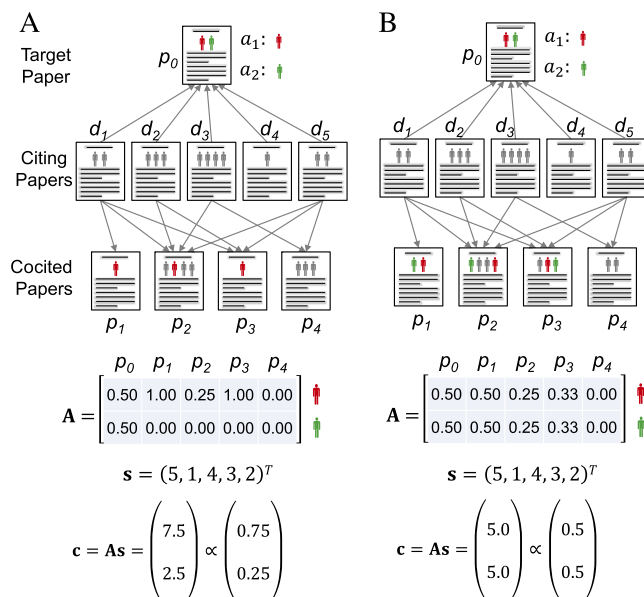 A
Target
Paper
p0
a1:
a2:
d1 d2 d3 d4 d5
Citing
Papers
Cocited
Papers
p1 p2 p3 p4
p0 p1 p2 p3 p4
A =
0.50 1.00 0.25 1.00 0.00
0.50 0.00 0.00 0.00 0.00
s = (5, 1, 4, 3, 2)^T
c = As = (7.5 2.5) ∝ (0.75 0.25)
B
p0
a1:
a2:
d1 d2 d3 d4 d5
p1 p2 p3 p4
p0 p1 p2 p3 p4
A =
0.50 0.50 0.25 0.33 0.00
0.50 0.50 0.25 0.33 0.00
s = (5, 1, 4, 3, 2)^T
c = As = (5.0 5.0) ∝ (0.5 0.5)